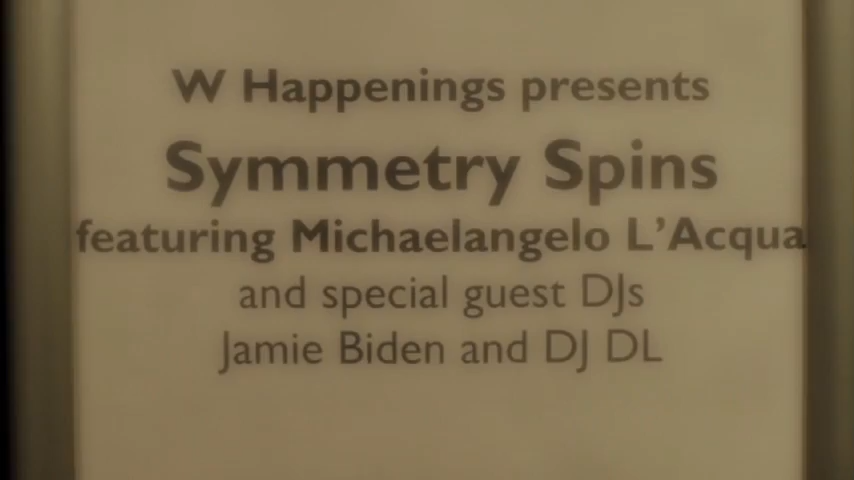 W Happenings presents
Symmetry Spins
featuring Michaelangelo L'Acqua
and special guest DJs
Jamie Biden and DJ DL